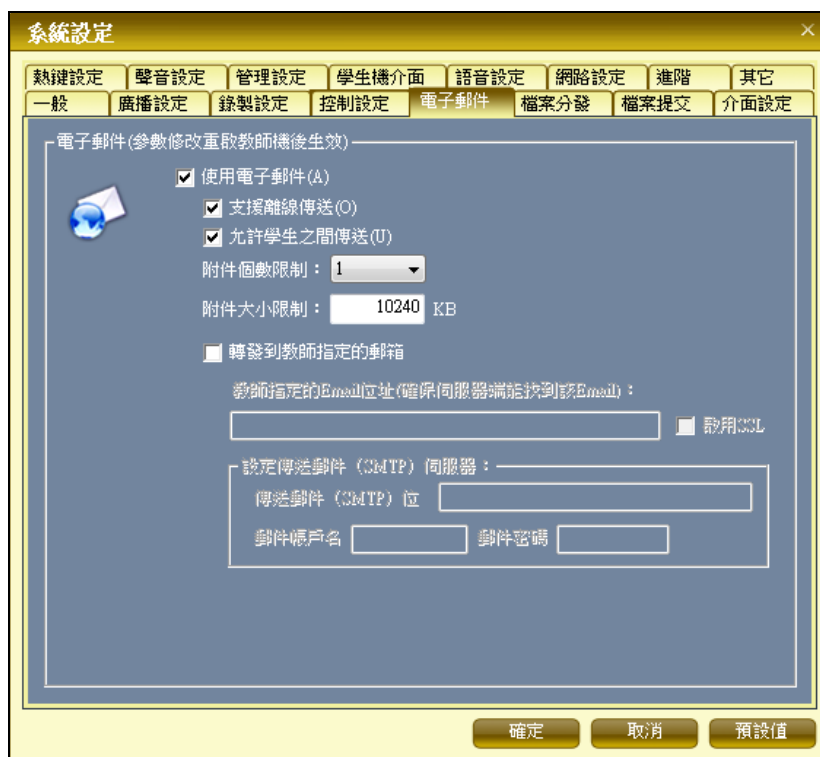 系統設定
熱鍵設定 聲音設定 管理設定 學生機介面 語音設定 網路設定 進階 其它
一般 廣播設定 錄製設定 控制設定 電子郵件 檔案分發 檔案提交 介面設定
電子郵件(參數修改重啟教師機後生效)
使用電子郵件(A)
支援離線傳送(O)
允許學生之間傳送(U)
附件個數限制： 1
附件大小限制： 10240 KB
轉發到教師指定的郵箱
教師指定的Email位址(確保伺服器端能找到該Email)：
啟用SSL
設定傳送郵件（SMTP）伺服器：
傳送郵件（SMTP）位
郵件帳戶名 郵件密碼
確定 取消 預設值